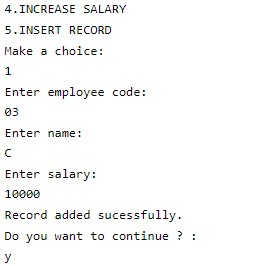 4.INCREASE SALARY
5.INSERT RECORD
Make a choice:
1
Enter employee code:
03
Enter name:
C
Enter salary:
10000
Record added sucessfully.
Do you want to continue ? :
y